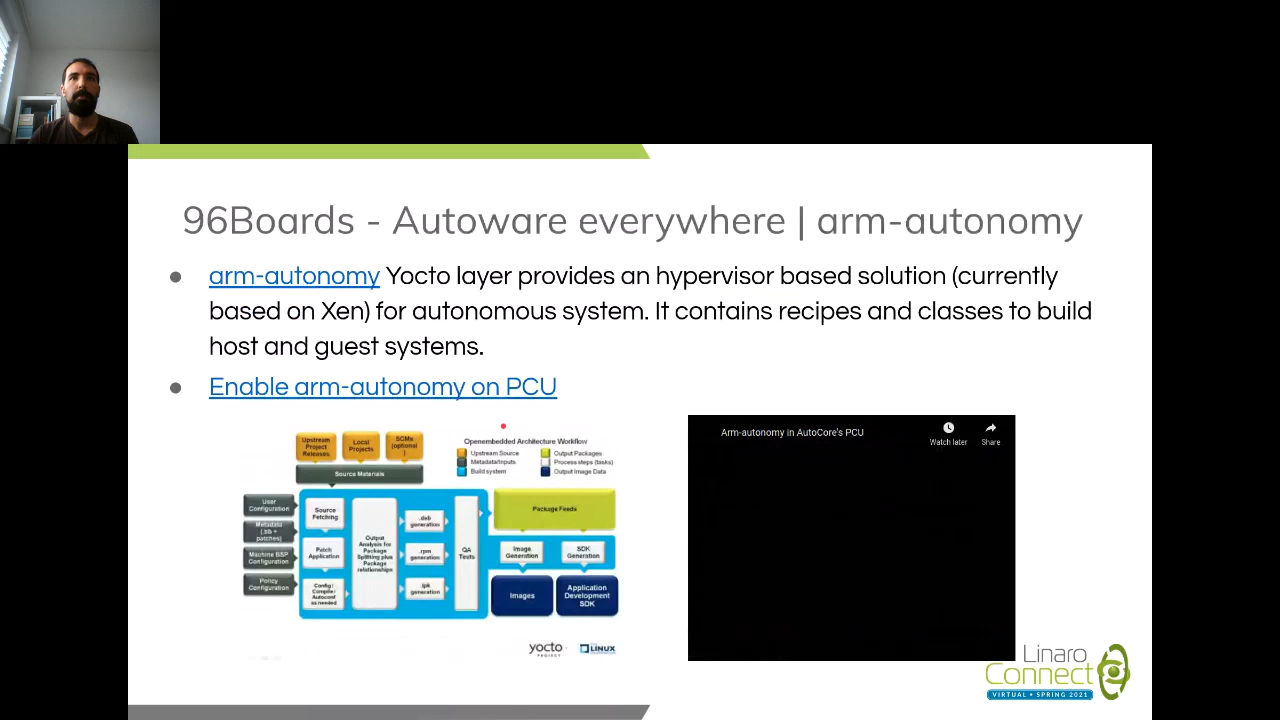 96Boards - Autoware everywhere | arm-autonomy
● arm-autonomy Yocto layer provides an hypervisor based solution (currently
based on Xen) for autonomous system. It contains recipes and classes to build
host and guest systems.
● Enable arm-autonomy on PCU
Upstream
Project
Releases
Local
Projects
SCMs
(optional
)
Source Materials
Openembedded Architecture Workflow
Upstream Source
Metadata/Inputs
Build system
Output Packages
Process steps (tasks)
Output Image Data
User
Configuration
Metadata
(.bb +
patches)
Machine BSP
Configuration
Policy
Configuration
Source
Fetching
Patch
Application
Config /
Compile /
Autoconf
as needed
Output
Analysis for
Package
Splitting plus
Package
relationships
.deb
generation
.rpm
generation
.ipk
generation
QA
Tests
Package Feeds
Image
Generation
SDK
Generation
Images
Application
Development
SDK
yocto
PROJECT
LINUX
Arm-autonomy in AutoCore's PCU
Watch later
Share
Linaro
Connect
VIRTUAL • SPRING 2021